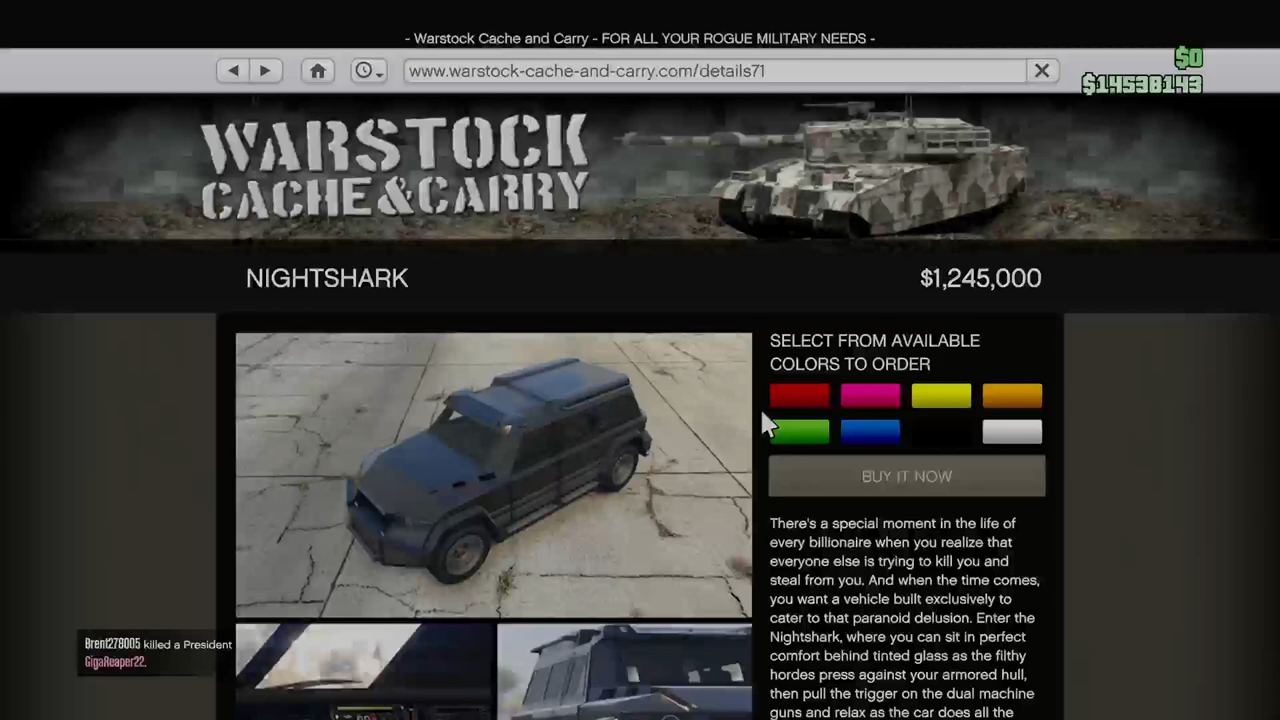 - Warstock Cache and Carry - FOR ALL YOUR ROGUE MILITARY NEEDS -
www.warstock-cache-and-carry.com/details71
$0
$14538143
WARSTOCK
CACHE&CARRY
NIGHTSHARK
$1,245,000
SELECT FROM AVAILABLE
COLORS TO ORDER
BUY IT NOW
There's a special moment in the life of
every billionaire when you realize that
everyone else is trying to kill you and
steal from you. And when the time comes,
you want a vehicle built exclusively to
cater to that paranoid delusion. Enter the
Nightshark, where you can sit in perfect
comfort behind tinted glass as the filthy
hordes press against your armored hull,
then pull the trigger on the dual machine
guns and relax as the car does all the
Brent278005 killed a President
GigaReaper22.